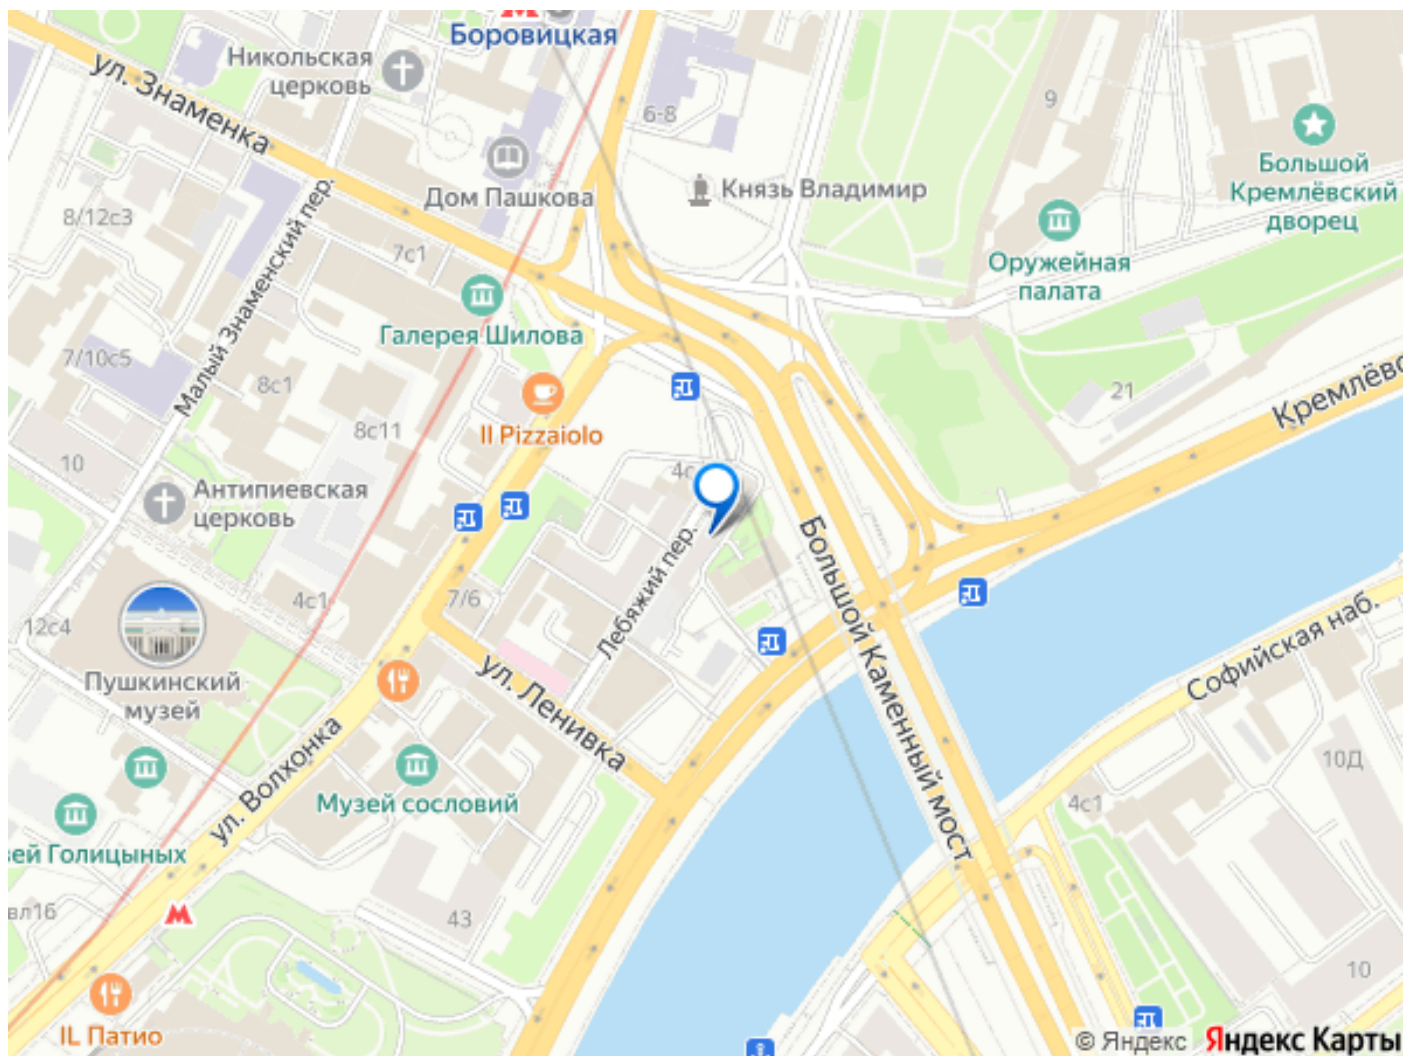 Боровицкая
Никольская
церковь
ул. Знаменка
6-8
9
Большой
Кремлёвский
дворец
Дом Пашкова
Князь Владимир
8/12с3
Малый Знаменский пер.
7с1
Оружейная
палата
Галерея Шилова
7/10с5
8с1
21
Кремлёвс
Il Pizzaiolo
8с11
10
4с
Антипиевская
церковь
Лебяжий пер.
Большой Каменный мост
4с1
7/6
12с4
Софийская наб.
Пушкинский
музей
ул. Ленивка
ул. Волхонка
10Д
Музей сословий
4с1
зей Голицыных
вл16
43
10
IL Патио
© Яндекс Яндекс Карты